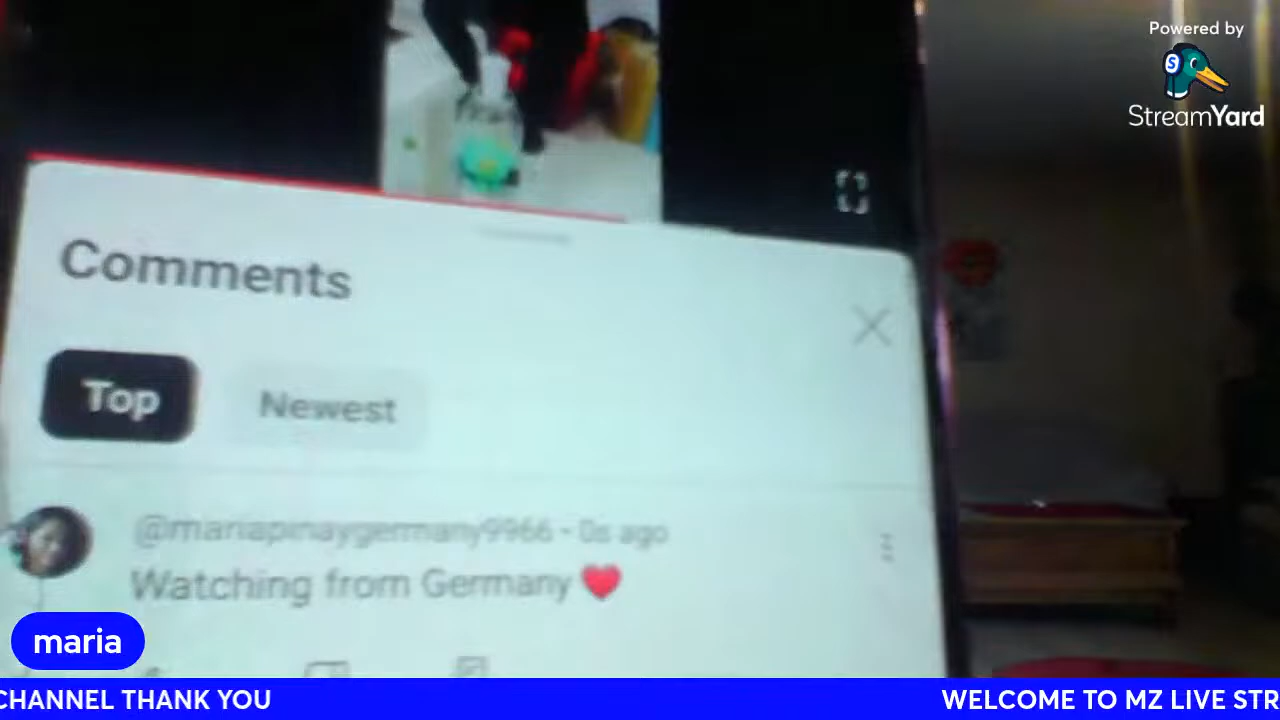 Powered by
StreamYard
Comments
Top
Newest
@mariapinaygermany9966 · 0s ago
Watching from Germany ❤️
maria
CHANNEL THANK YOU
WELCOME TO MZ LIVE STR